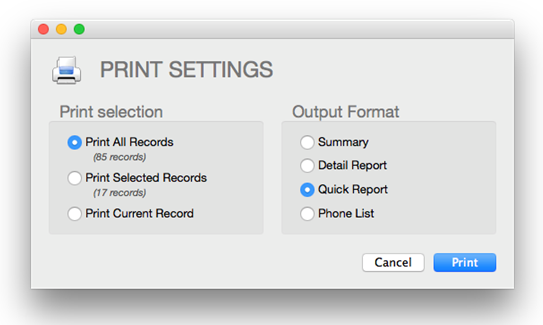 PRINT SETTINGS
Print selection
Print All Records
(85 records)
Print Selected Records
(17 records)
Print Current Record
Output Format
Summary
Detail Report
Quick Report
Phone List
Cancel
Print